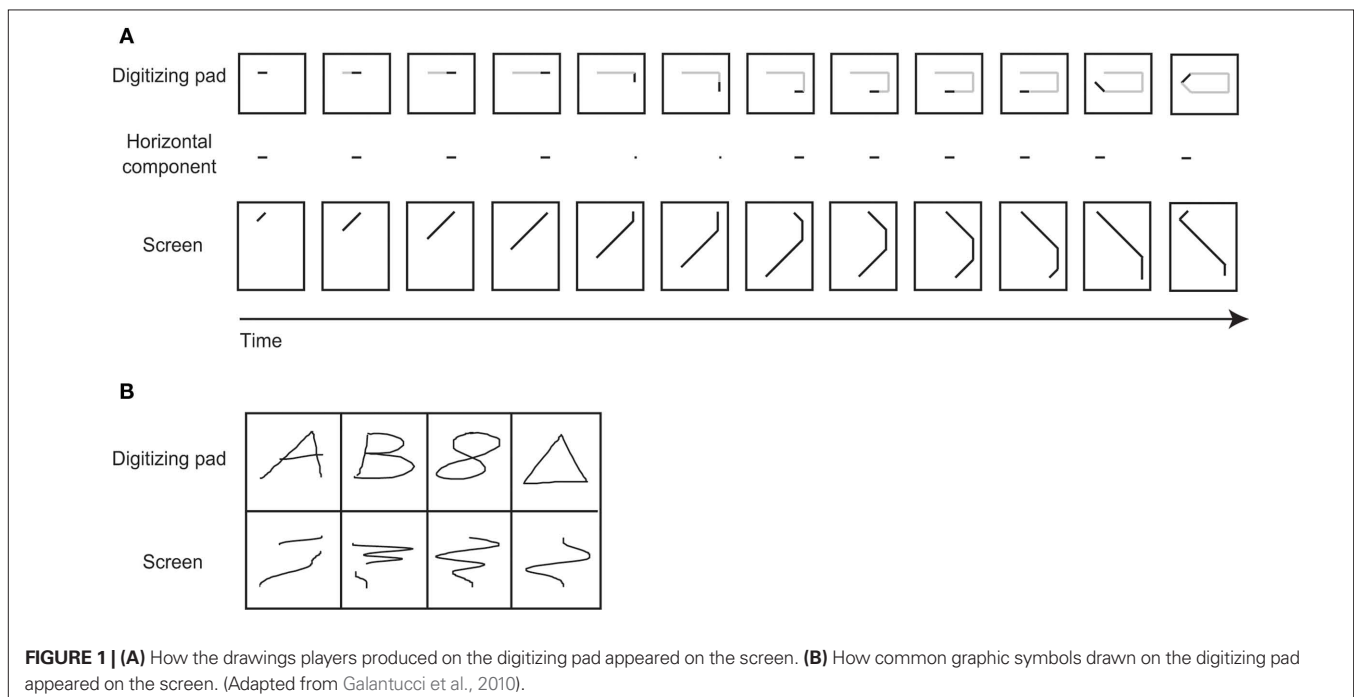 A
Digitizing pad
Horizontal
component
Screen
Time
B
Digitizing pad
A B 8
Screen
FIGURE 1 | (A) How the drawings players produced on the digitizing pad appeared on the screen. (B) How common graphic symbols drawn on the digitizing pad
appeared on the screen. (Adapted from Galantucci et al., 2010).